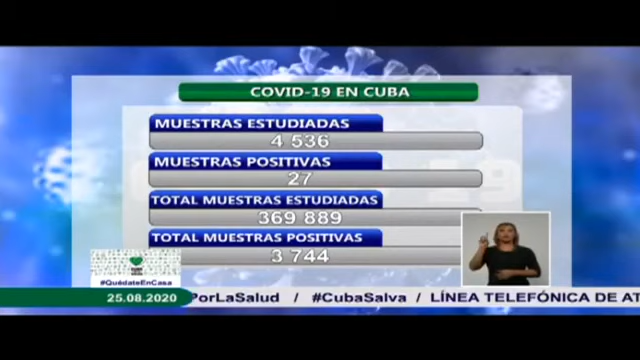 COVID-19 EN CUBA
MUESTRAS ESTUDIADAS
4 536
MUESTRAS POSITIVAS
27
TOTAL MUESTRAS ESTUDIADAS
369 889
TOTAL MUESTRAS POSITIVAS
3 744
#QuédateEnCasa
25.08.2020 PorLaSalud / #CubaSalva / LÍNEA TELEFÓNICA DE AT